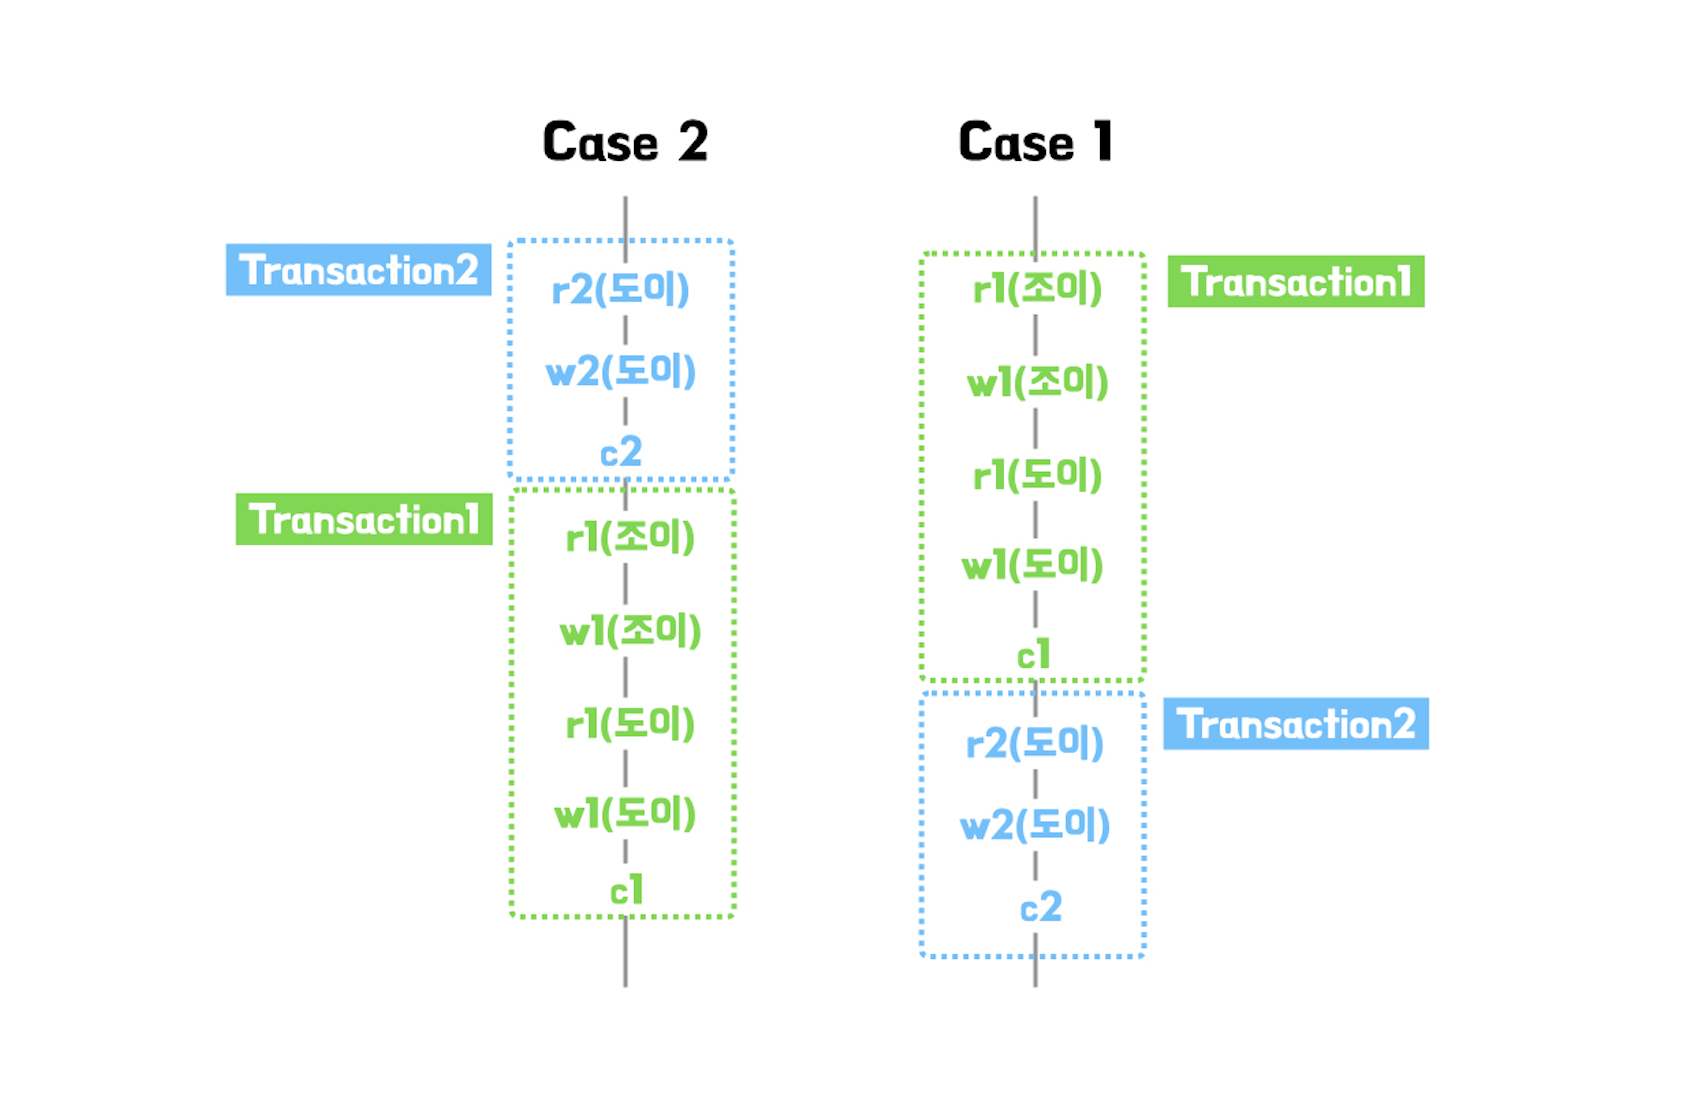 Case 2
Transaction2
r2(도이)
w2(도이)
c2
Transaction1
r1(조이)
w1(조이)
r1(도이)
w1(도이)
c1
Case 1
Transaction1
r1(조이)
w1(조이)
r1(도이)
w1(도이)
c1
Transaction2
r2(도이)
w2(도이)
c2